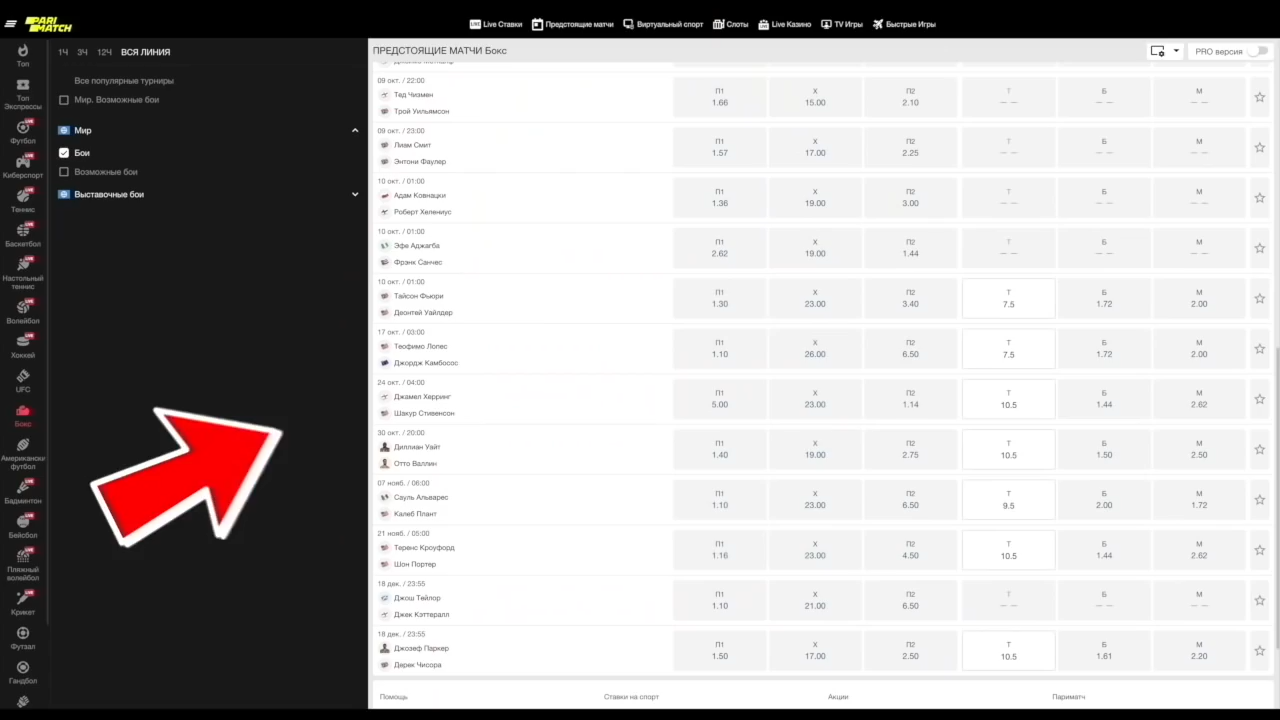 PARI MATCH
Live Ставки Предстоящие матчи Виртуальный спорт Слоты Live Казино TV Игры Быстрые Игры
1Ч 3Ч 12Ч ВСЯ ЛИНИЯ
Все популярные турниры
Мир. Возможные бои
Мир
Бои
Возможные бои
Выставочные бои
Топ
Топ
Экспрессы
LIVE
Футбол
LIVE
Киберспорт
LIVE
Теннис
LIVE
Баскетбол
LIVE
Настольный
теннис
LIVE
Волейбол
LIVE
Хоккей
UFC
Бокс
Американски
футбол
LIVE
Бадминтон
LIVE
Бейсбол
LIVE
Пляжный
волейбол
LIVE
Крикет
Футзал
Гандбол
ПРЕДСТОЯЩИЕ МАТЧИ Бокс
PRO версия
09 окт. / 22:00
Тед Чизмен
Трой Уильямсон
П1 X П2 Т Б М
1.66 15.00 2.10 — — — — — —
09 окт. / 23:00
Лиам Смит
Энтони Фаулер
П1 X П2 Т Б М
1.57 17.00 2.25 — — — — — —
10 окт. / 01:00
Адам Ковнацки
Роберт Хелениус
П1 X П2 Т Б М
1.36 19.00 3.00 — — — — — —
10 окт. / 01:00
Эфе Аджагба
Фрэнк Санчес
П1 X П2 Т Б М
2.62 19.00 1.44 — — — — — —
10 окт. / 01:00
Тайсон Фьюри
Деонтей Уайлдер
П1 X П2 Т Б М
1.30 23.00 3.40 7.5 1.72 2.00
17 окт. / 03:00
Теофимо Лопес
Джордж Камбосос
П1 X П2 Т Б М
1.10 26.00 6.50 7.5 1.72 2.00
24 окт. / 04:00
Джамел Херринг
Шакур Стивенсон
П1 X П2 Т Б М
5.00 23.00 1.14 10.5 1.44 2.62
30 окт. / 20:00
Диллиан Уайт
Отто Валлин
П1 X П2 Т Б М
1.40 19.00 2.75 10.5 1.50 2.50
07 нояб. / 06:00
Сауль Альварес
Калеб Плант
П1 X П2 Т Б М
1.10 23.00 6.50 9.5 2.00 1.72
21 нояб. / 05:00
Теренс Кроуфорд
Шон Портер
П1 X П2 Т Б М
1.16 23.00 4.50 10.5 1.44 2.62
18 дек. / 23:55
Джош Тейлор
Джек Кэттералл
П1 X П2 Т Б М
1.10 21.00 6.50 — — — — — —
18 дек. / 23:55
Джозеф Паркер
Дерек Чисора
П1 X П2 Т Б М
1.50 17.00 2.50 10.5 1.61 2.20
Помощь Ставки на спорт Акции Париматч